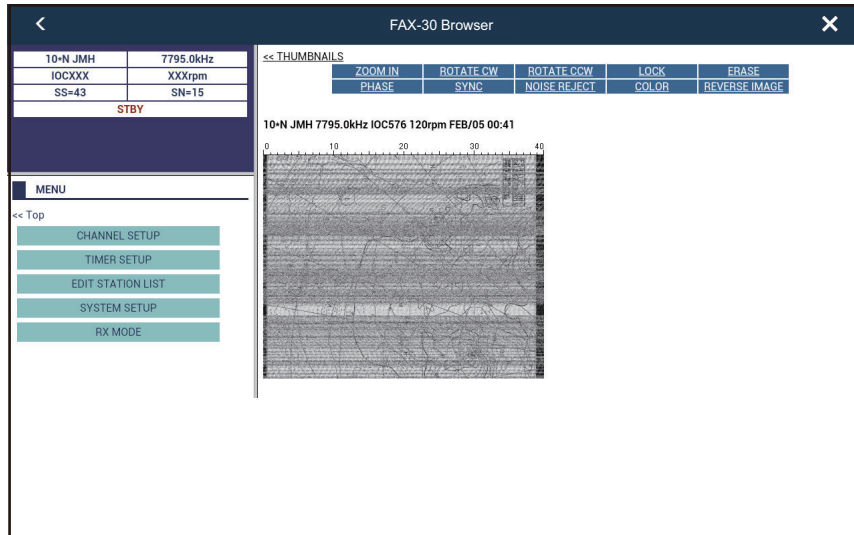 FAX-30 Browser
10*N JMH 7795.0kHz
IOCXXX XXXrpm
SS=43 SN=15
STBY
MENU
<< Top
CHANNEL SETUP
TIMER SETUP
EDIT STATION LIST
SYSTEM SETUP
RX MODE
<< THUMBNAILS
ZOOM IN ROTATE CW ROTATE CCW LOCK ERASE
PHASE SYNC NOISE REJECT COLOR REVERSE IMAGE
10*N JMH 7795.0kHz IOC576 120rpm FEB/05 00:41
0 10 20 30 40